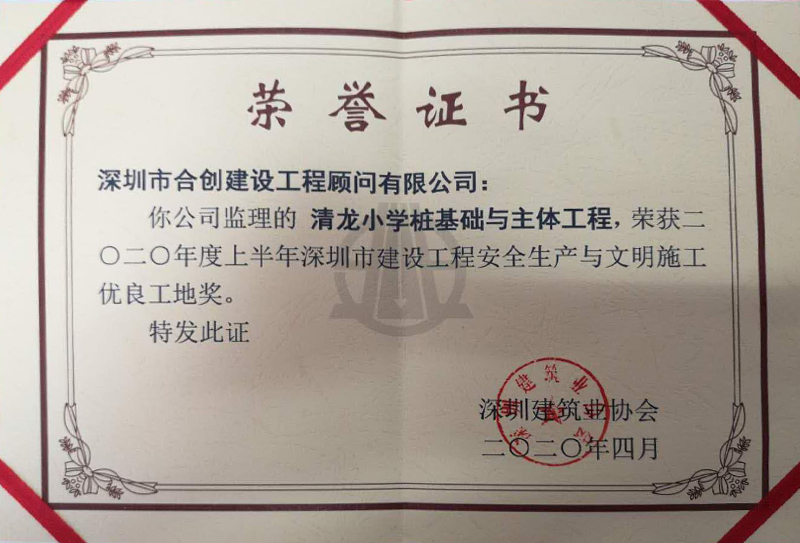 荣誉证书
深圳市合创建设工程顾问有限公司：
你公司监理的 清龙小学桩基础与主体工程，荣获二
〇二〇年度上半年深圳市建设工程安全生产与文明施工
优良工地奖。
特发此证
深圳建筑业协会
二〇二〇年四月